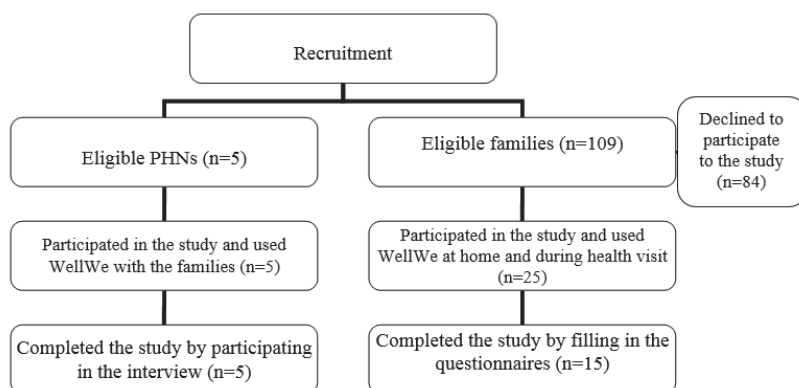 Recruitment
Eligible PHNs (n=5)
Eligible families (n=109)
Declined to
participate
to the study
(n=84)
Participated in the study and used
WellWe with the families (n=5)
Participated in the study and used
WellWe at home and during health visit
(n=25)
Completed the study by participating
in the interview (n=5)
Completed the study by filling in the
questionnaires (n=15)